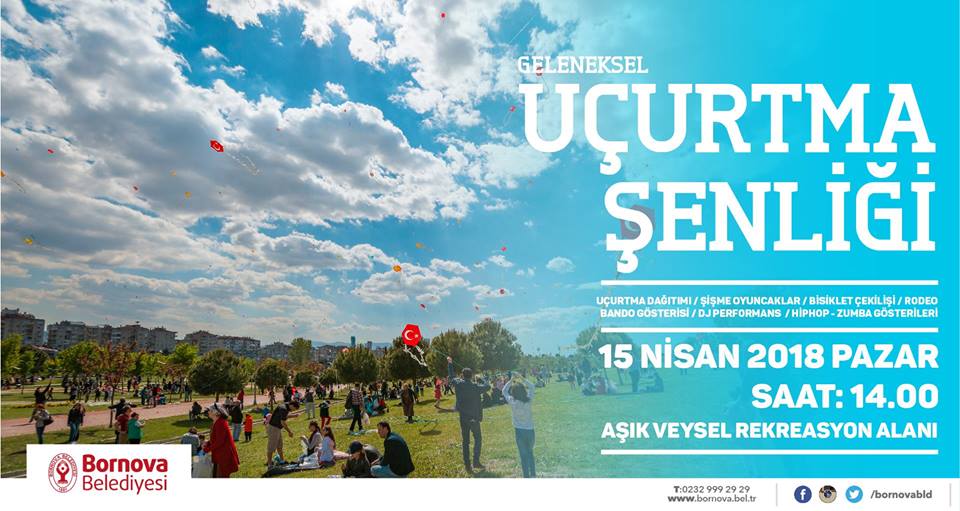 GELENEKSEL
UÇURTMA
ŞENLİĞİ
UÇURTMA DAĞITIMI / ŞİŞME OYUNCAKLAR / BİSİKLET ÇEKİLİŞİ / RODEO
BANDO GÖSTERİSİ / DJ PERFORMANS / HİPHOP - ZUMBA GÖSTERİLERİ
15 NİSAN 2018 PAZAR
SAAT: 14.00
AŞIK VEYSEL REKREASYON ALANI
Bornova
Belediyesi
T:0232 999 29 29
www.bornova.bel.tr
/bornovabld